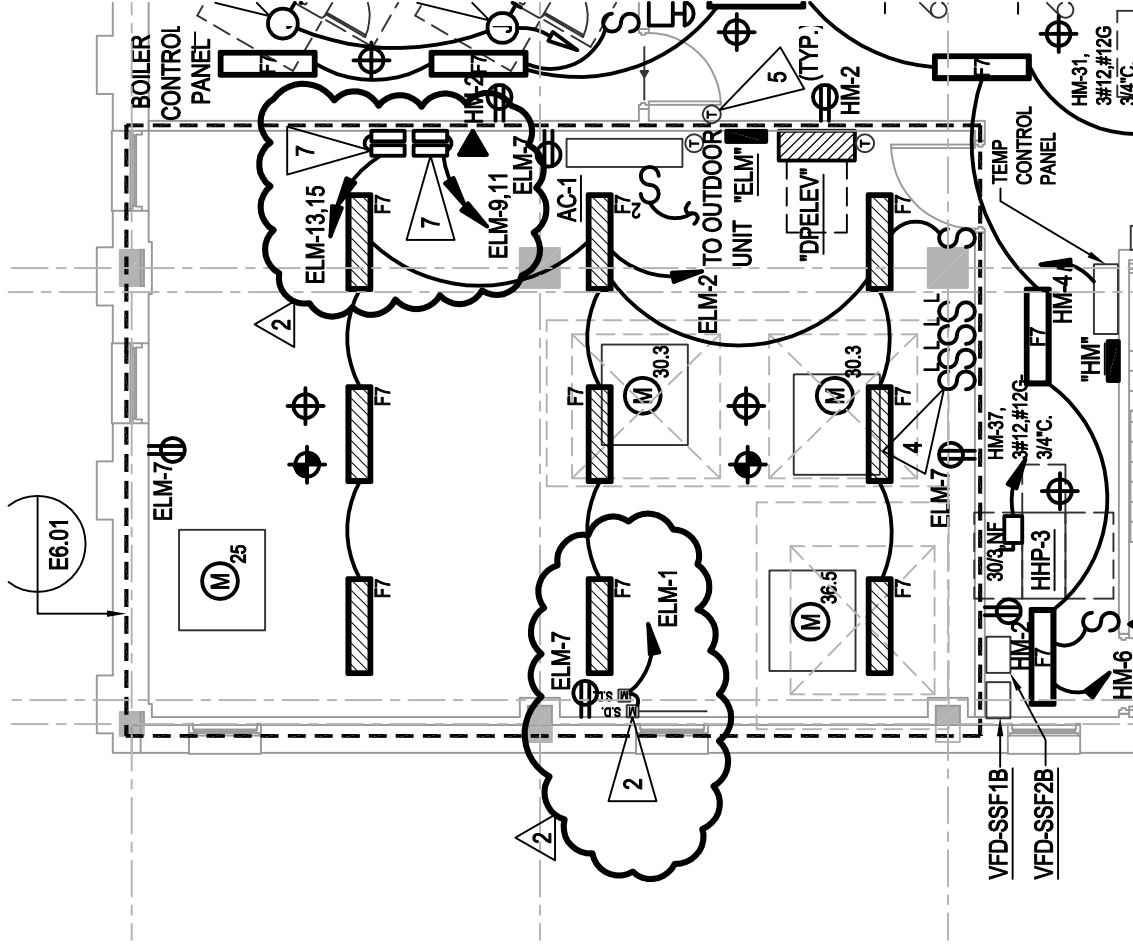 BOILER
CONTROL
PANEL
F7
F7
J
J
S
HM-2
5
(TYP.)
HM-2
F7
HM-31,
3#12,#12G
3/4"C.
7
7
ELM-13,15
ELM-9,11
ELM-7
F7
2
AC-1
F7
S
2
S
T
T
TO OUTDOOR
UNIT
"ELM"
"DPELEV"
ELM-2
F7
S
TEMP
CONTROL
PANEL
HM-4
"HM"
F7
L L L L
SSSS
ELM-7
E6.01
M 25
F7
F7
M 30.3
M 30.3
F7
4
ELM-7
HM-37,
3#12,#12G
3/4"C.
30/3,NF
HHP-3
F7
ELM-7
F7
ELM-1
S.D. M
S.D. M
2
2
M 36.5
F7
HM-2
F7
S
HM-6
VFD-SSF1B
VFD-SSF2B